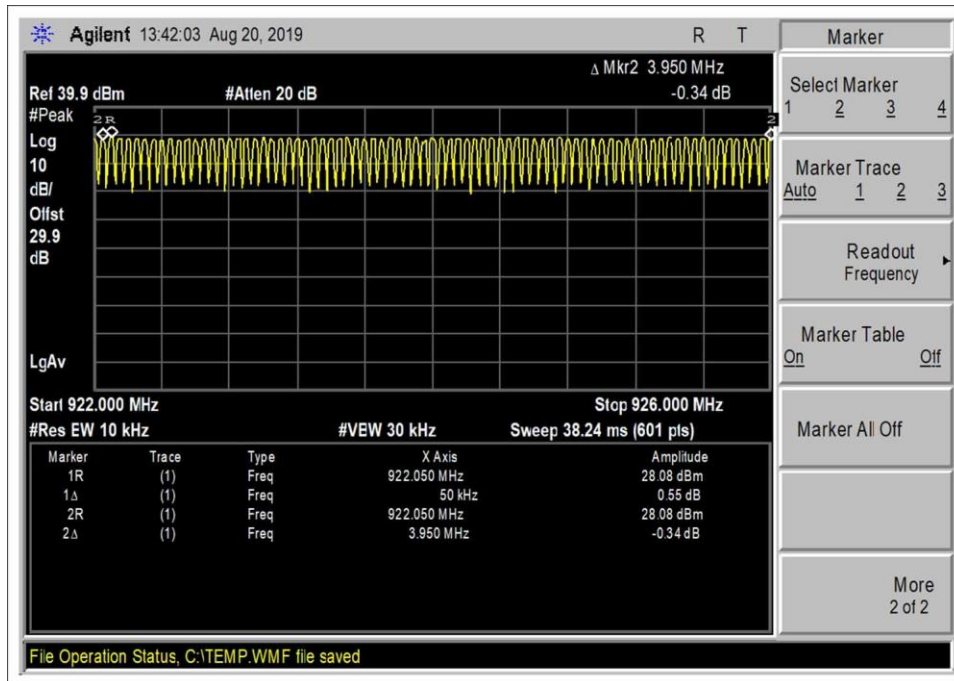 Agilent 13:42:03 Aug 20, 2019 R T
Δ Mkr2 3.950 MHz
Ref 39.9 dBm #Atten 20 dB -0.34 dB
#Peak
2 R 2
Log
10
dB/
Offst
29.9
dB
LgAv
Start 922.000 MHz Stop 926.000 MHz
#Res EW 10 kHz #VEW 30 kHz Sweep 38.24 ms (601 pts)
Marker Trace Type X Axis Amplitude
1R (1) Freq 922.050 MHz 28.08 dBm
1Δ (1) Freq 50 kHz 0.55 dB
2R (1) Freq 922.050 MHz 28.08 dBm
2Δ (1) Freq 3.950 MHz -0.34 dB
File Operation Status, C:\TEMP.WMF file saved
Marker
Select Marker
1 2 3 4
Marker Trace
Auto 1 2 3
Readout
Frequency
Marker Table
On Off
Marker All Off
More
2 of 2